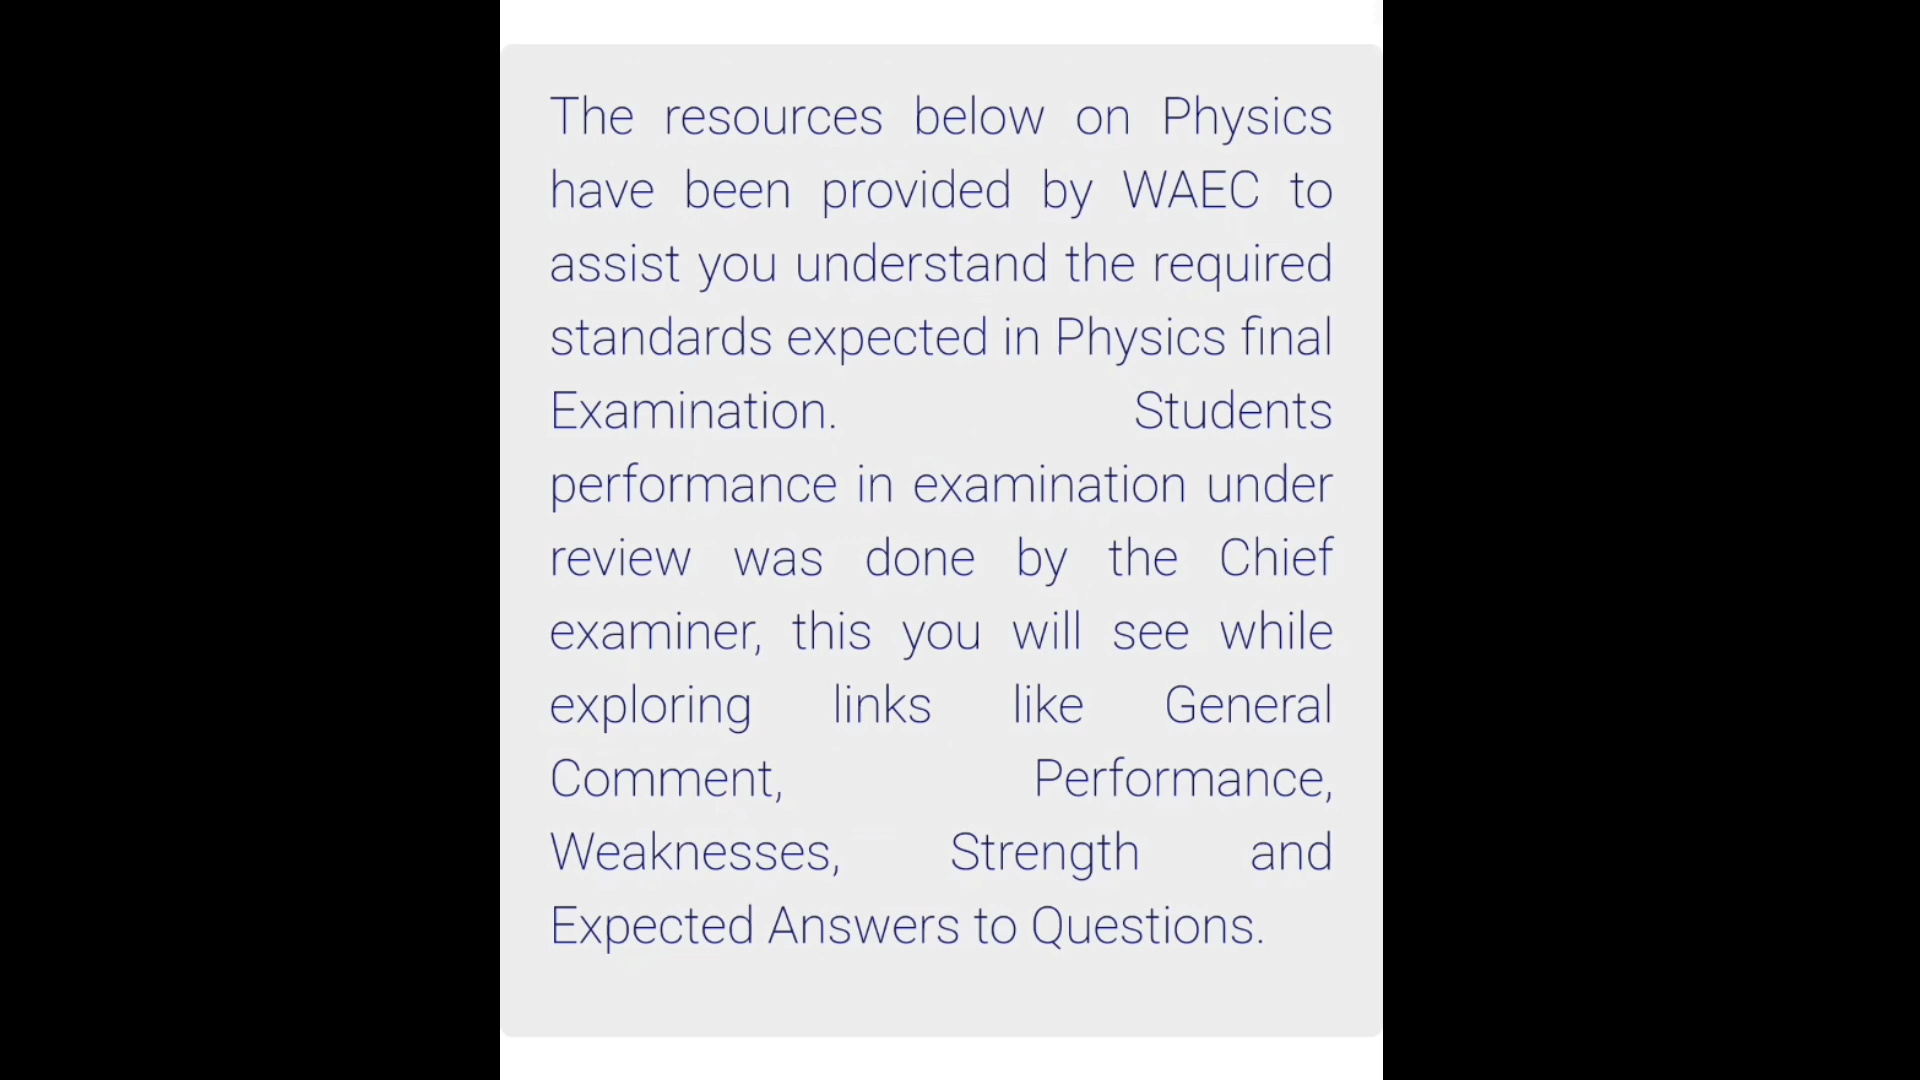 The resources below on Physics
have been provided by WAEC to
assist you understand the required
standards expected in Physics final
Examination. Students
performance in examination under
review was done by the Chief
examiner, this you will see while
exploring links like General
Comment, Performance,
Weaknesses, Strength and
Expected Answers to Questions.